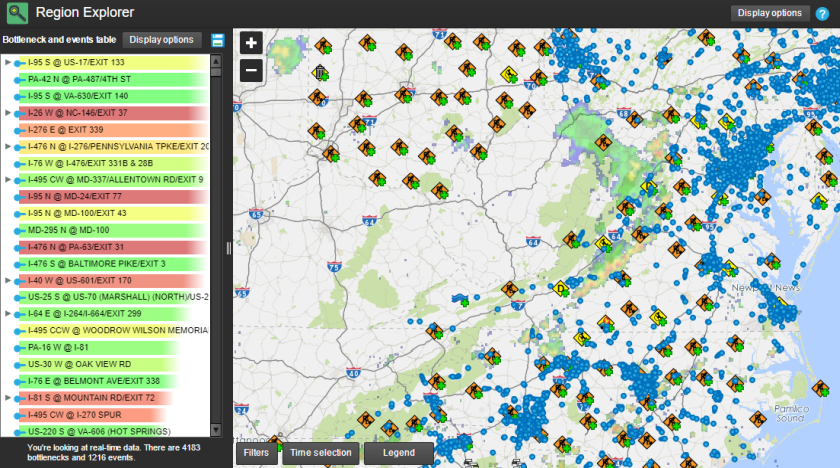 Region Explorer
Display options
?
Bottleneck and events table
Display options
I-95 S @ US-17/EXIT 133
PA-42 N @ PA-487/4TH ST
I-95 S @ VA-630/EXIT 140
I-26 W @ NC-146/EXIT 37
I-276 E @ EXIT 339
I-476 N @ I-276/PENNSYLVANIA TPKE/EXIT 20
I-76 W @ I-476/EXIT 331B & 28B
I-495 CW @ MD-337/ALLENTOWN RD/EXIT 9
I-95 N @ MD-24/EXIT 77
I-95 N @ MD-100/EXIT 43
MD-295 N @ MD-100
I-476 N @ PA-63/EXIT 31
I-476 S @ BALTIMORE PIKE/EXIT 3
I-40 W @ US-601/EXIT 170
US-25 S @ US-70 (MARSHALL) (NORTH)/US-2
I-64 E @ I-264/I-664/EXIT 299
I-495 CCW @ WOODROW WILSON MEMORIA
PA-16 W @ I-81
US-30 W @ OAK VIEW RD
I-76 E @ BELMONT AVE/EXIT 338
I-81 S @ MOUNTAIN RD/EXIT 72
I-495 CW @ I-270 SPUR
US-220 S @ VA-606 (HOT SPRINGS)
You're looking at real-time data. There are 4183
bottlenecks and 1216 events.
+
−
71
70
68
95
71
65
64
64
64
95
75
65
77
40
24
Newport News
Pamlico
Sound
Filters
Time selection
Legend